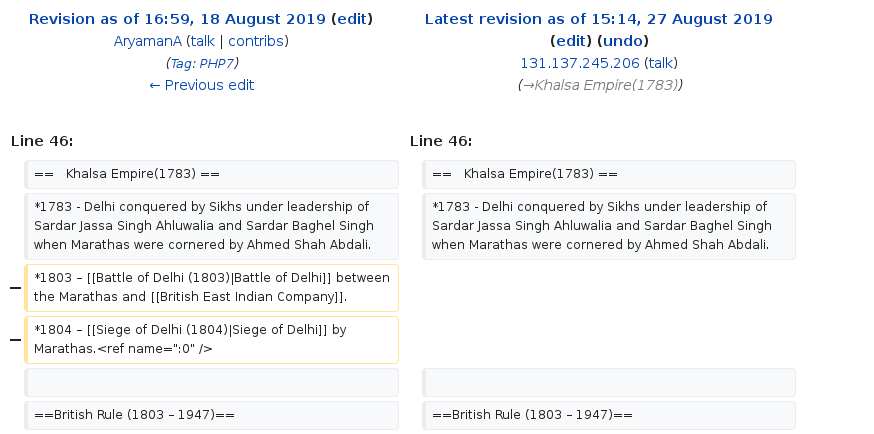 Revision as of 16:59, 18 August 2019 (edit)
AryamanA (talk | contribs)
(Tag: PHP7)
← Previous edit
Latest revision as of 15:14, 27 August 2019
(edit) (undo)
131.137.245.206 (talk)
(→Khalsa Empire(1783))
Line 46:
Line 46:
==   Khalsa Empire(1783) ==
==   Khalsa Empire(1783) ==
*1783 - Delhi conquered by Sikhs under leadership of
Sardar Jassa Singh Ahluwalia and Sardar Baghel Singh
when Marathas were cornered by Ahmed Shah Abdali.
*1783 - Delhi conquered by Sikhs under leadership of
Sardar Jassa Singh Ahluwalia and Sardar Baghel Singh
when Marathas were cornered by Ahmed Shah Abdali.
− *1803 – [[Battle of Delhi (1803)|Battle of Delhi]] between
the Marathas and [[British East Indian Company]].
− *1804 – [[Siege of Delhi (1804)|Siege of Delhi]] by
Marathas.<ref name=":0" />
==British Rule (1803 – 1947)==
==British Rule (1803 – 1947)==